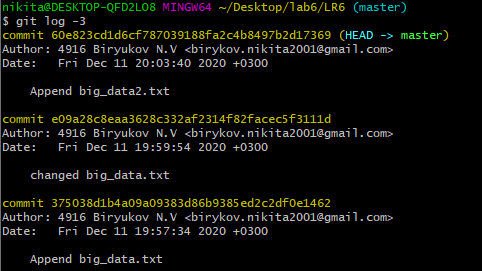 nikita@DESKTOP-QFD2LO8 MINGW64 ~/Desktop/lab6/LR6 (master)
$ git log -3
commit 60e823cd1d6cf787039188fa2c4b8497b2d17369 (HEAD -> master)
Author: 4916 Biryukov N.V <birykov.nikita2001@gmail.com>
Date:   Fri Dec 11 20:03:40 2020 +0300
    Append big_data2.txt
commit e09a28c8eaa3628c332af2314f82facec5f3111d
Author: 4916 Biryukov N.V <birykov.nikita2001@gmail.com>
Date:   Fri Dec 11 19:59:54 2020 +0300
    changed big_data.txt
commit 375038d1b4a09a09383d86b9385ed2c2df0e1462
Author: 4916 Biryukov N.V <birykov.nikita2001@gmail.com>
Date:   Fri Dec 11 19:57:34 2020 +0300
    Append big_data.txt